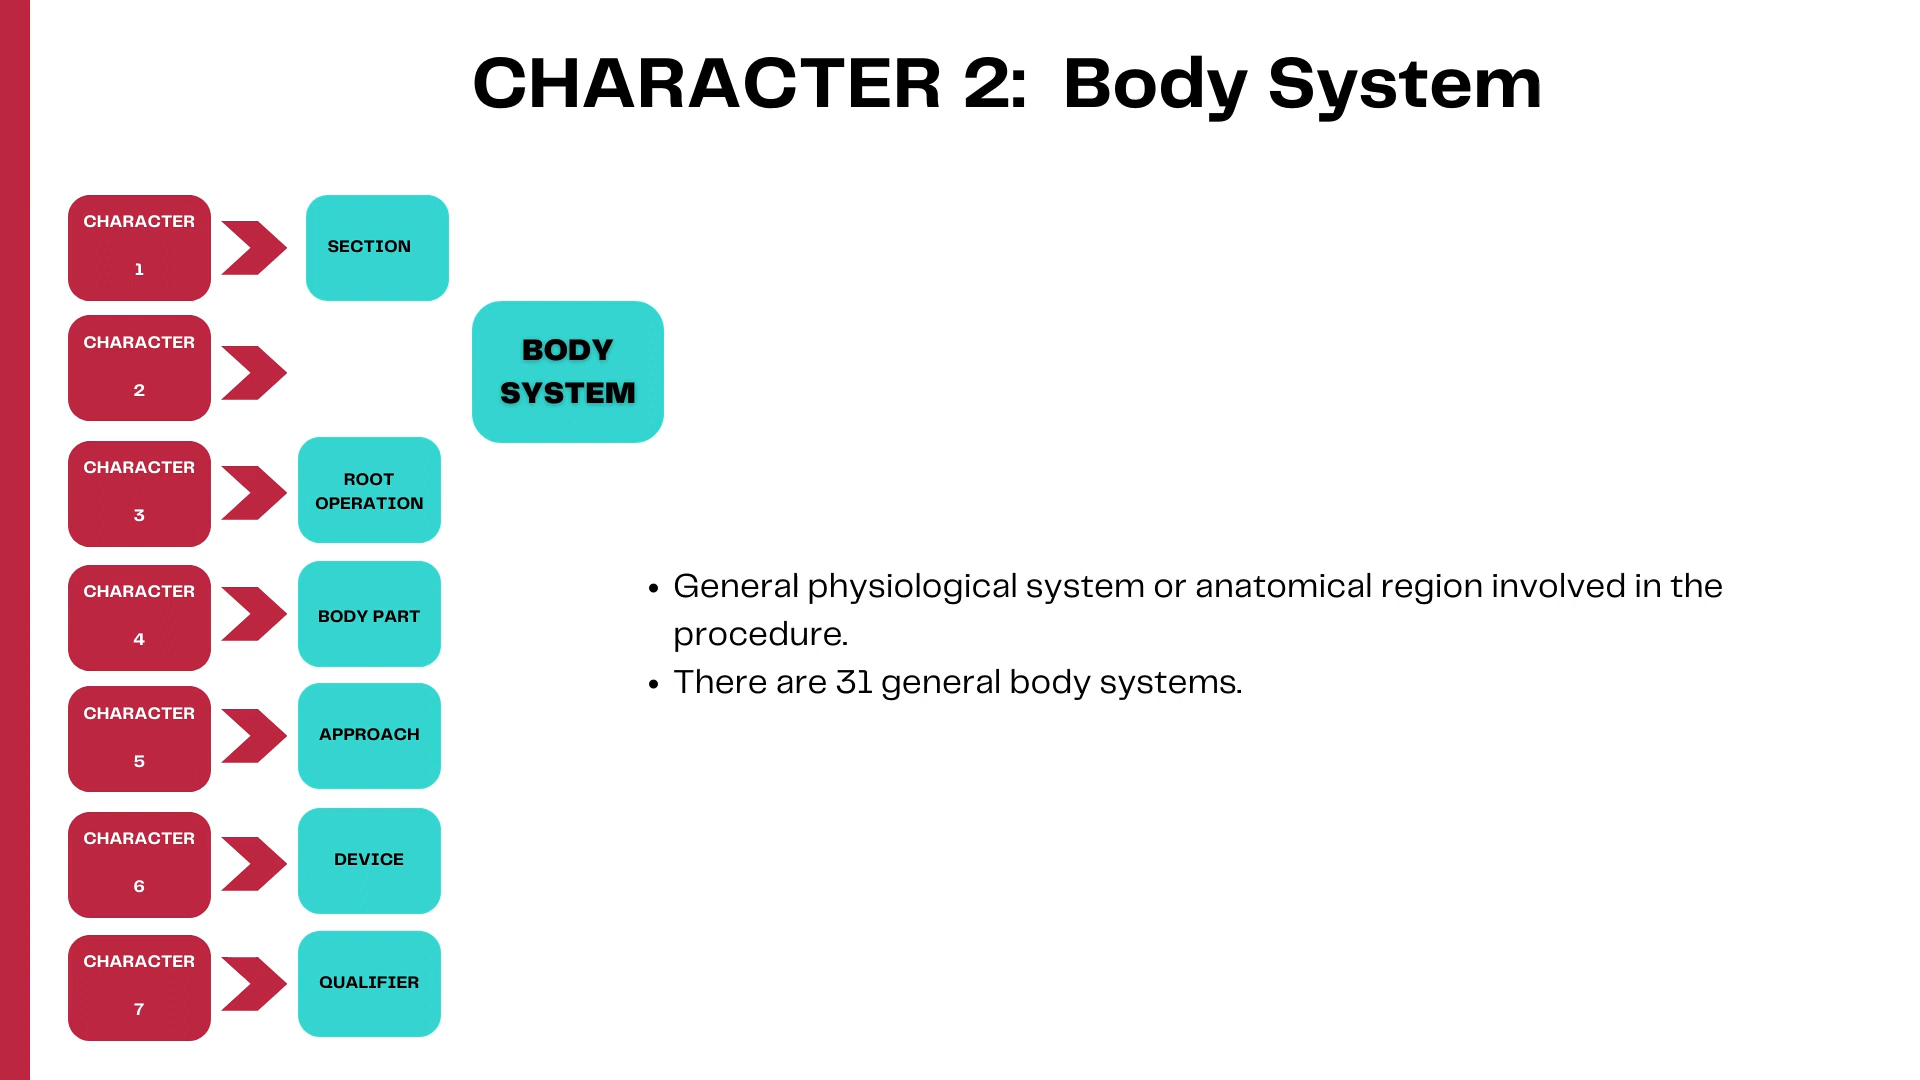 CHARACTER 2: Body System
CHARACTER
1
SECTION
CHARACTER
2
BODY
SYSTEM
CHARACTER
3
ROOT
OPERATION
CHARACTER
4
BODY PART
CHARACTER
5
APPROACH
CHARACTER
6
DEVICE
CHARACTER
7
QUALIFIER
• General physiological system or anatomical region involved in the
procedure.
• There are 31 general body systems.